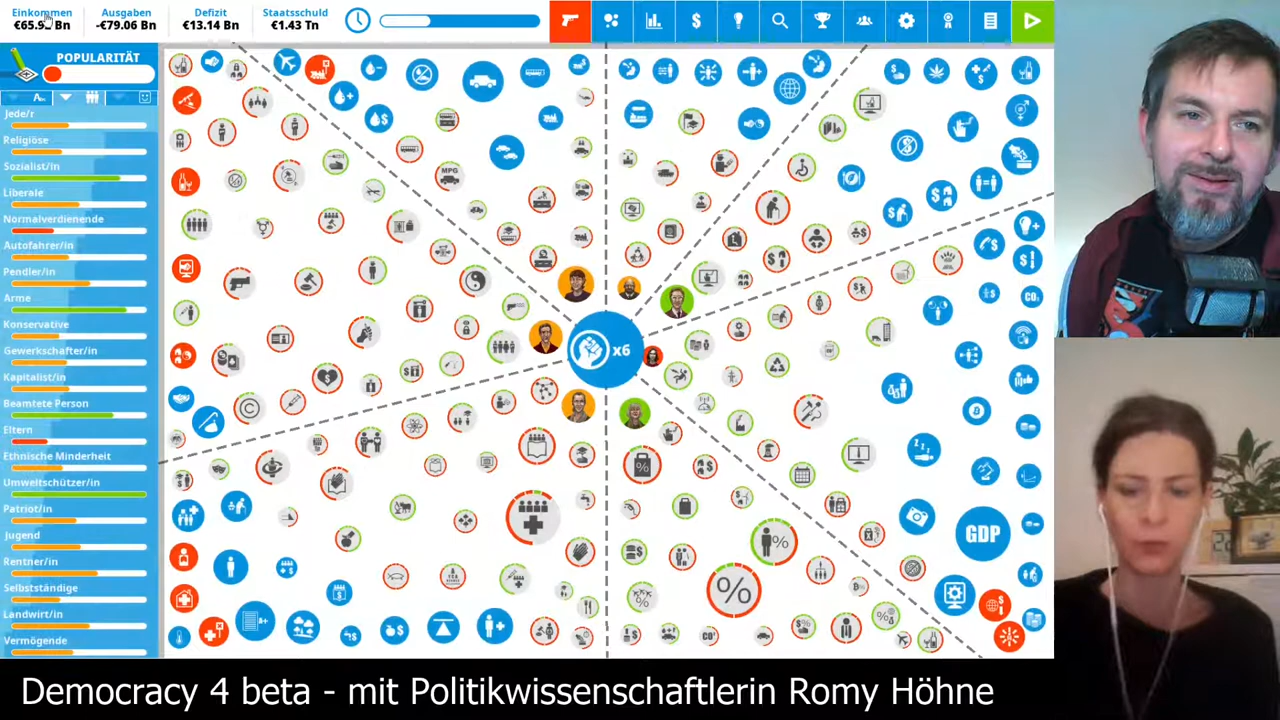 Einkommen
Ausgaben
Defizit
Staatsschuld
€65.92 Bn
-€79.06 Bn
€13.14 Bn
€1.43 Tn
POPULARITÄT
Jede/r
Religiöse
Sozialist/in
Liberale
Normalverdienende
Autofahrer/in
Pendler/in
Arme
Konservative
Gewerkschafter/in
Kapitalist/in
Beamtete Person
Eltern
Ethnische Minderheit
Umweltschützer/in
Patriot/in
Jugend
Rentner/in
Selbstständige
Landwirt/in
Vermögende
MPG
x6
GDP
Democracy 4 beta - mit Politikwissenschaftlerin Romy Höhne